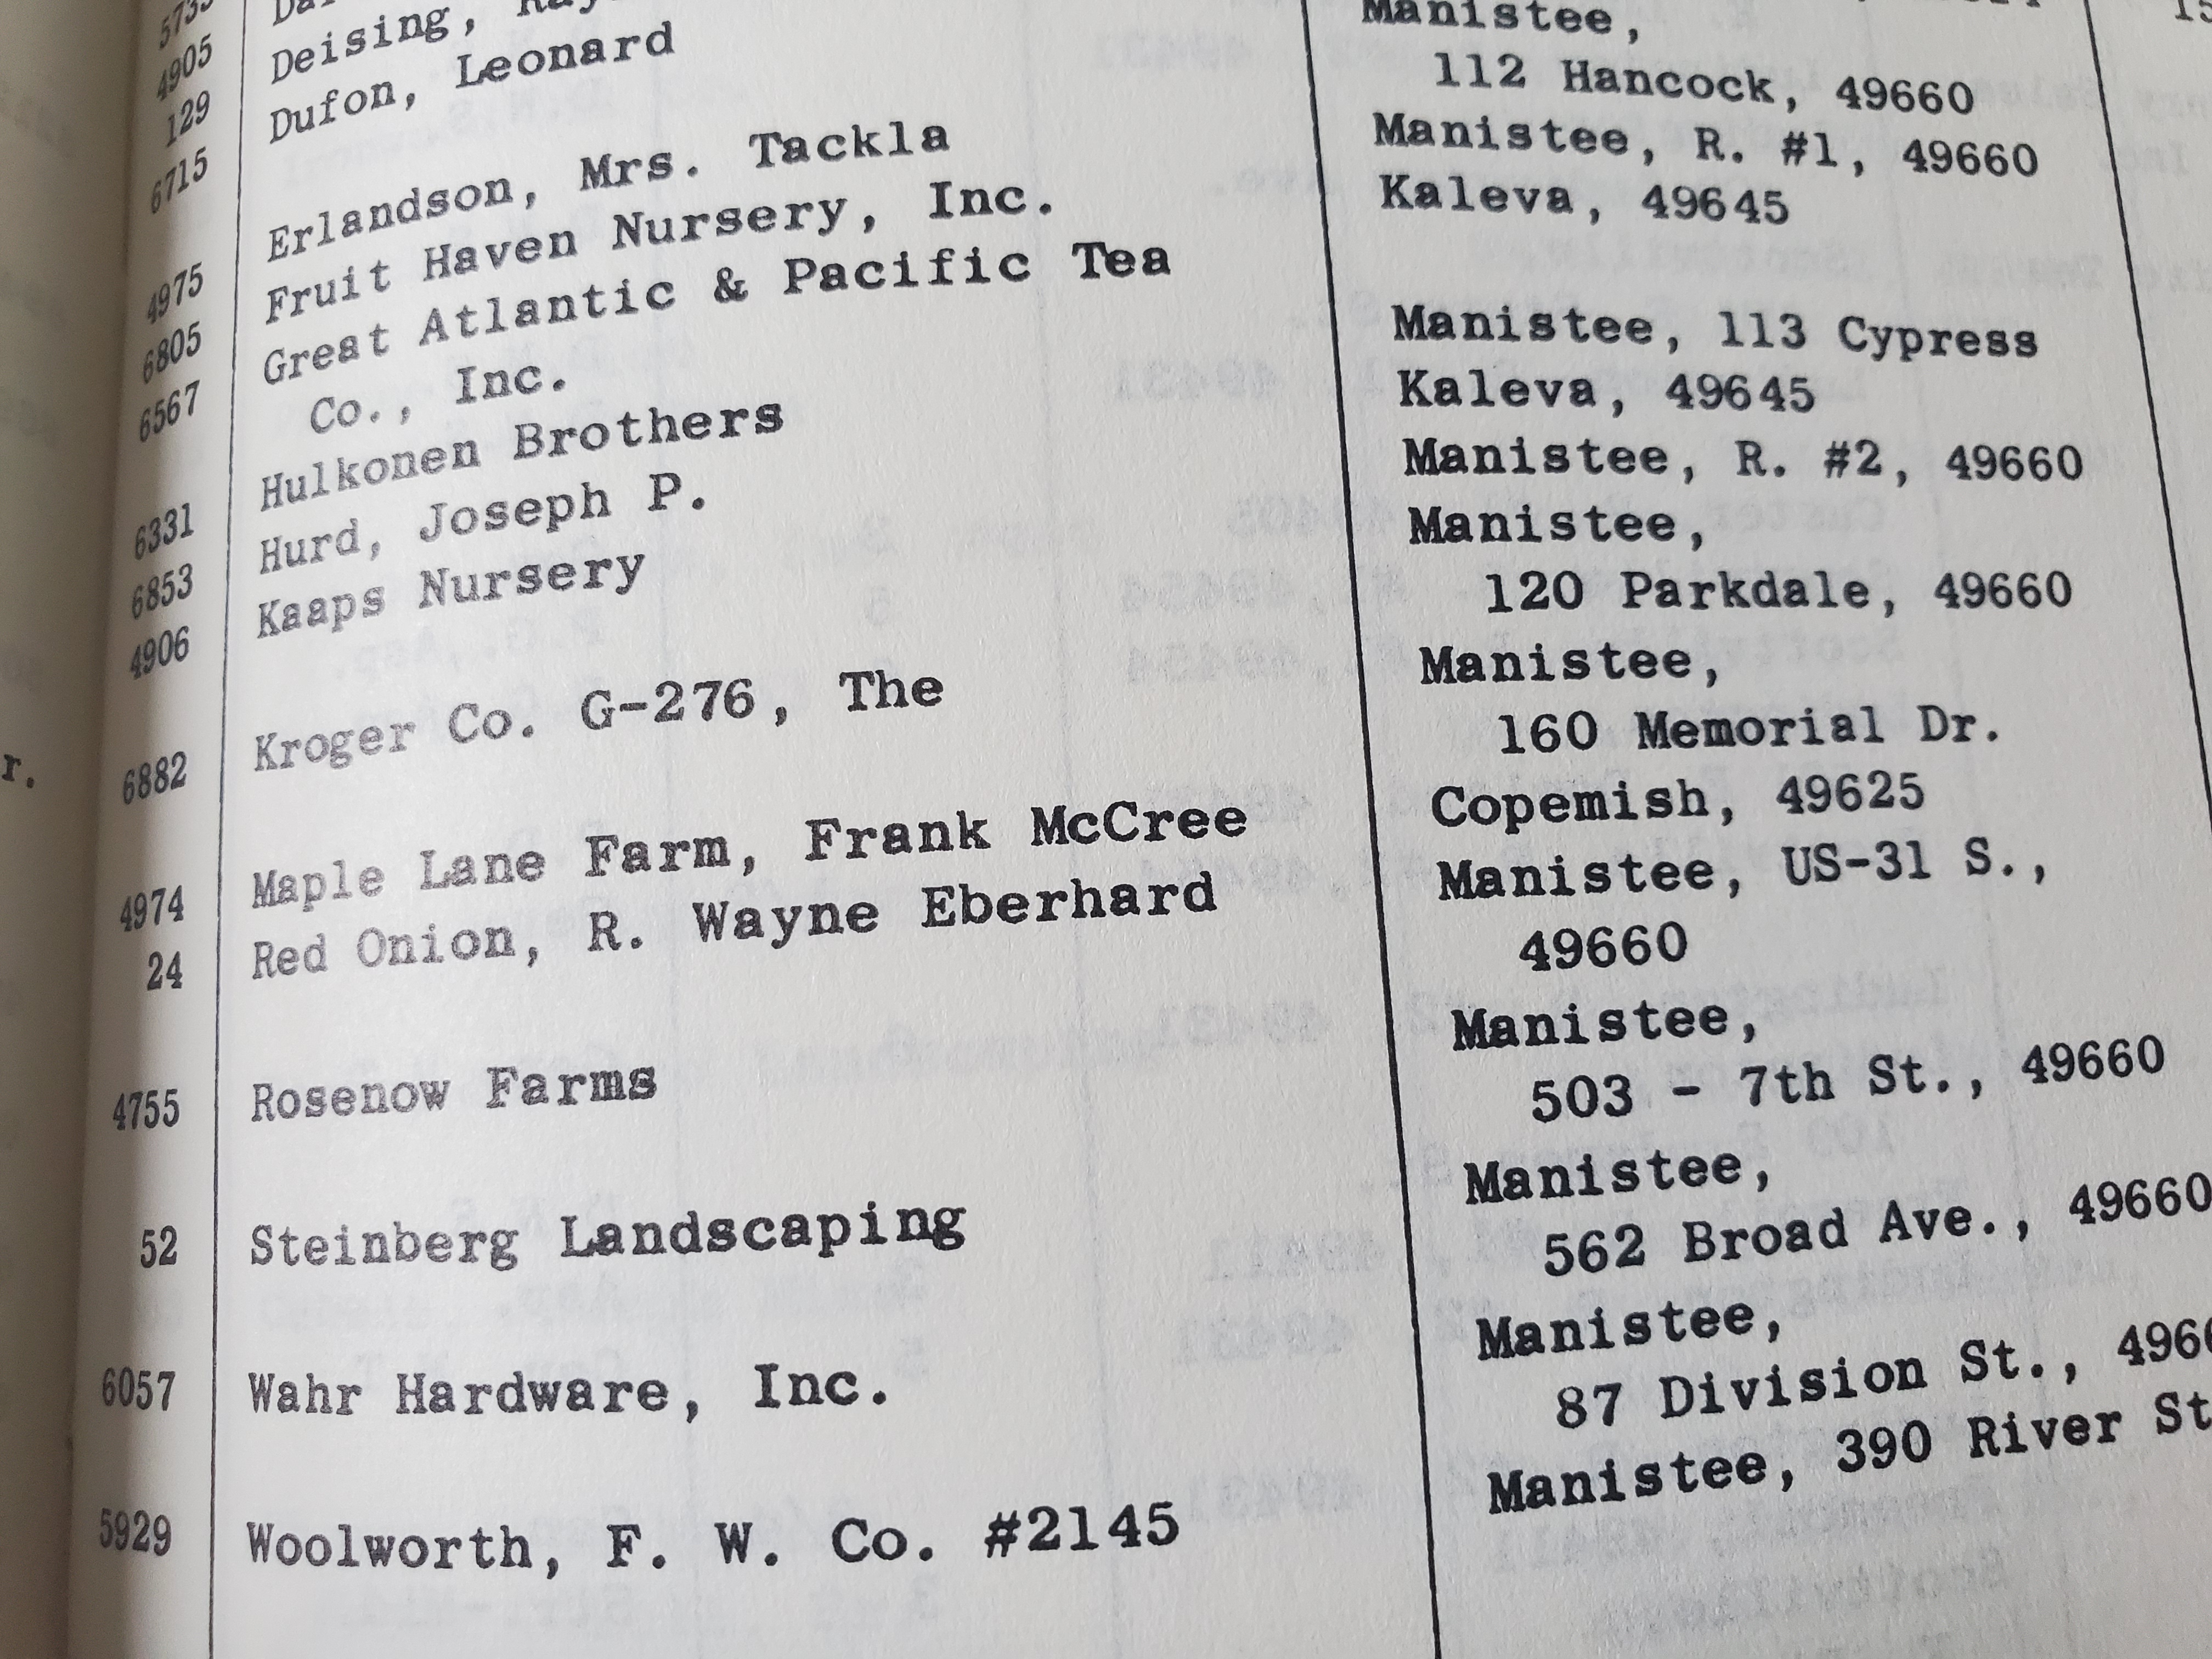 4905
129 Deising,
6715 Dufon, Leonard Manistee,
112 Hancock, 49660
4975 Erlandson, Mrs. Tackla Manistee, R. #1, 49660
6805 Fruit Haven Nursery, Inc. Kaleva, 49645
6567 Great Atlantic & Pacific Tea
Co., Inc. Manistee, 113 Cypress
6331 Hulkonen Brothers Kaleva, 49645
6853 Hurd, Joseph P. Manistee, R. #2, 49660
4906 Kaaps Nursery Manistee,
120 Parkdale, 49660
6882 Kroger Co. G-276, The Manistee,
160 Memorial Dr.
r.
4974 Maple Lane Farm, Frank McCree Copemish, 49625
24 Red Onion, R. Wayne Eberhard Manistee, US-31 S.,
49660
4755 Rosenow Farms Manistee,
503 - 7th St., 49660
52 Steinberg Landscaping Manistee,
562 Broad Ave., 49660
6057 Wahr Hardware, Inc. Manistee,
87 Division St.,
5929 Woolworth, F. W. Co. #2145 Manistee, 390 River St